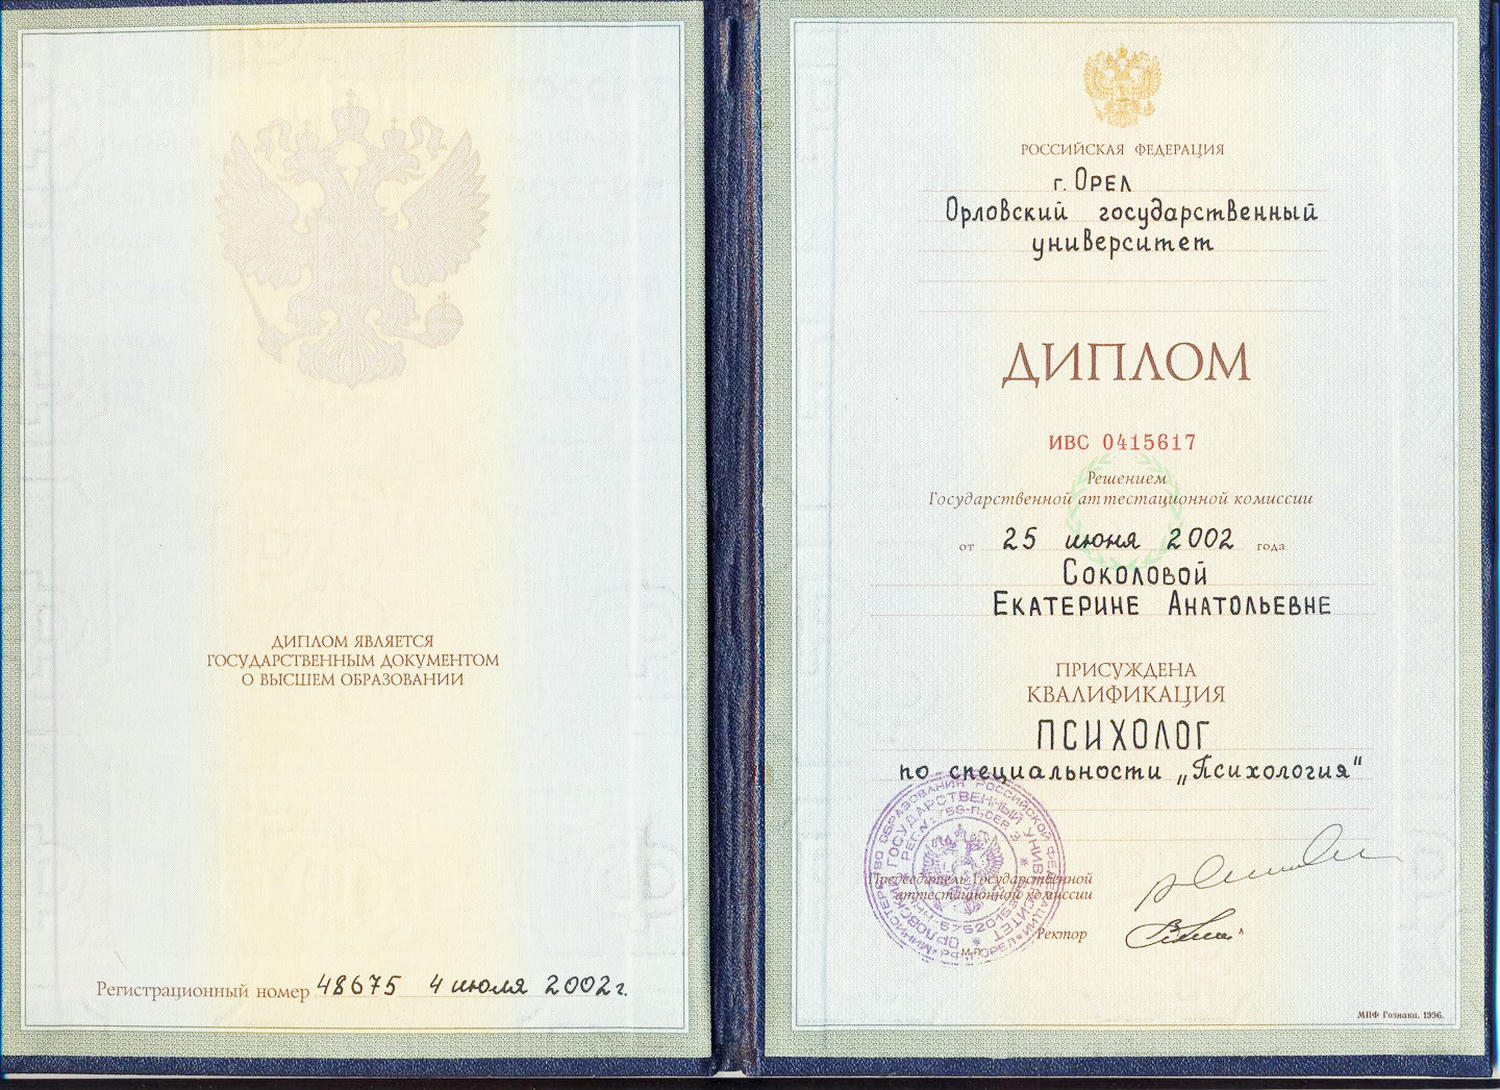 ДИПЛОМ ЯВЛЯЕТСЯ
ГОСУДАРСТВЕННЫМ ДОКУМЕНТОМ
О ВЫСШЕМ ОБРАЗОВАНИИ
Регистрационный номер 48675 4 июля 2002 г.
РОССИЙСКАЯ ФЕДЕРАЦИЯ
г. Орел
Орловский государственный
университет
ДИПЛОМ
ИВС 0415617
Решением
Государственной аттестационной комиссии
от 25 июня 2002 года
Соколовой
Екатерине Анатольевне
ПРИСУЖДЕНА
КВАЛИФИКАЦИЯ
ПСИХОЛОГ
по специальности „Психология“
Председатель Государственной
аттестационной комиссии
Ректор
М.П.
МПФ Гознака. 1996.